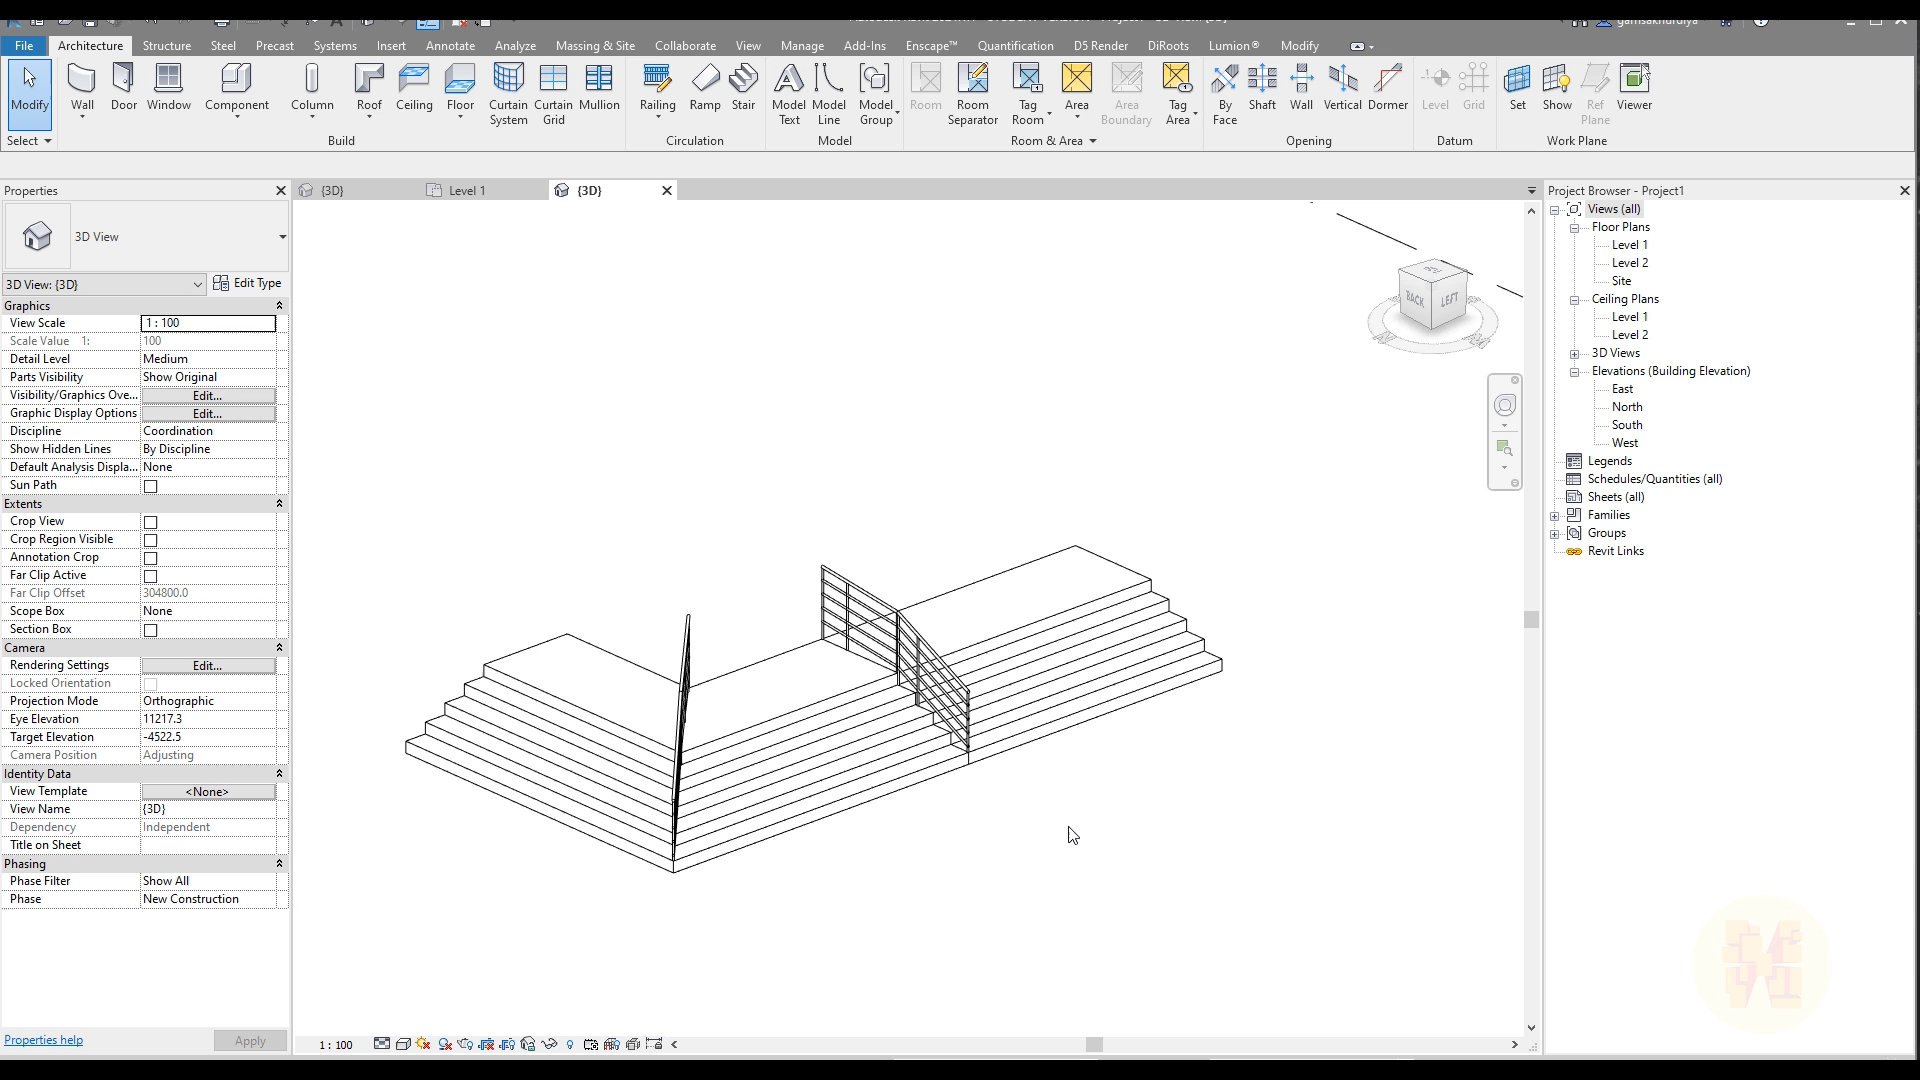 File Architecture Structure Steel Precast Systems Insert Annotate Analyze Massing & Site Collaborate View Manage Add-Ins Enscape™ Quantification D5 Render DiRoots Lumion® Modify
Modify Wall Door Window Component Column Roof Ceiling Floor Curtain System Curtain Grid Mullion Railing Ramp Stair Model Text Model Line Model Group Room Room Separator Tag Room Area Area Boundary Tag Area By Face Shaft Wall Vertical Dormer Level Grid Set Show Ref Plane Viewer
Select Build Circulation Model Room & Area Opening Datum Work Plane
Properties
{3D} Level 1 {3D}
Project Browser - Project1
3D View
3D View: {3D} Edit Type
Graphics
View Scale 1 : 100
Scale Value 1: 100
Detail Level Medium
Parts Visibility Show Original
Visibility/Graphics Ove... Edit...
Graphic Display Options Edit...
Discipline Coordination
Show Hidden Lines By Discipline
Default Analysis Displa... None
Sun Path
Extents
Crop View
Crop Region Visible
Annotation Crop
Far Clip Active
Far Clip Offset 304800.0
Scope Box None
Section Box
Camera
Rendering Settings Edit...
Locked Orientation
Projection Mode Orthographic
Eye Elevation 11217.3
Target Elevation -4522.5
Camera Position Adjusting
Identity Data
View Template <None>
View Name {3D}
Dependency Independent
Title on Sheet
Phasing
Phase Filter Show All
Phase New Construction
Properties help Apply
BACK LEFT
1 : 100
Views (all)
Floor Plans
Level 1
Level 2
Site
Ceiling Plans
Level 1
Level 2
3D Views
Elevations (Building Elevation)
East
North
South
West
Legends
Schedules/Quantities (all)
Sheets (all)
Families
Groups
Revit Links